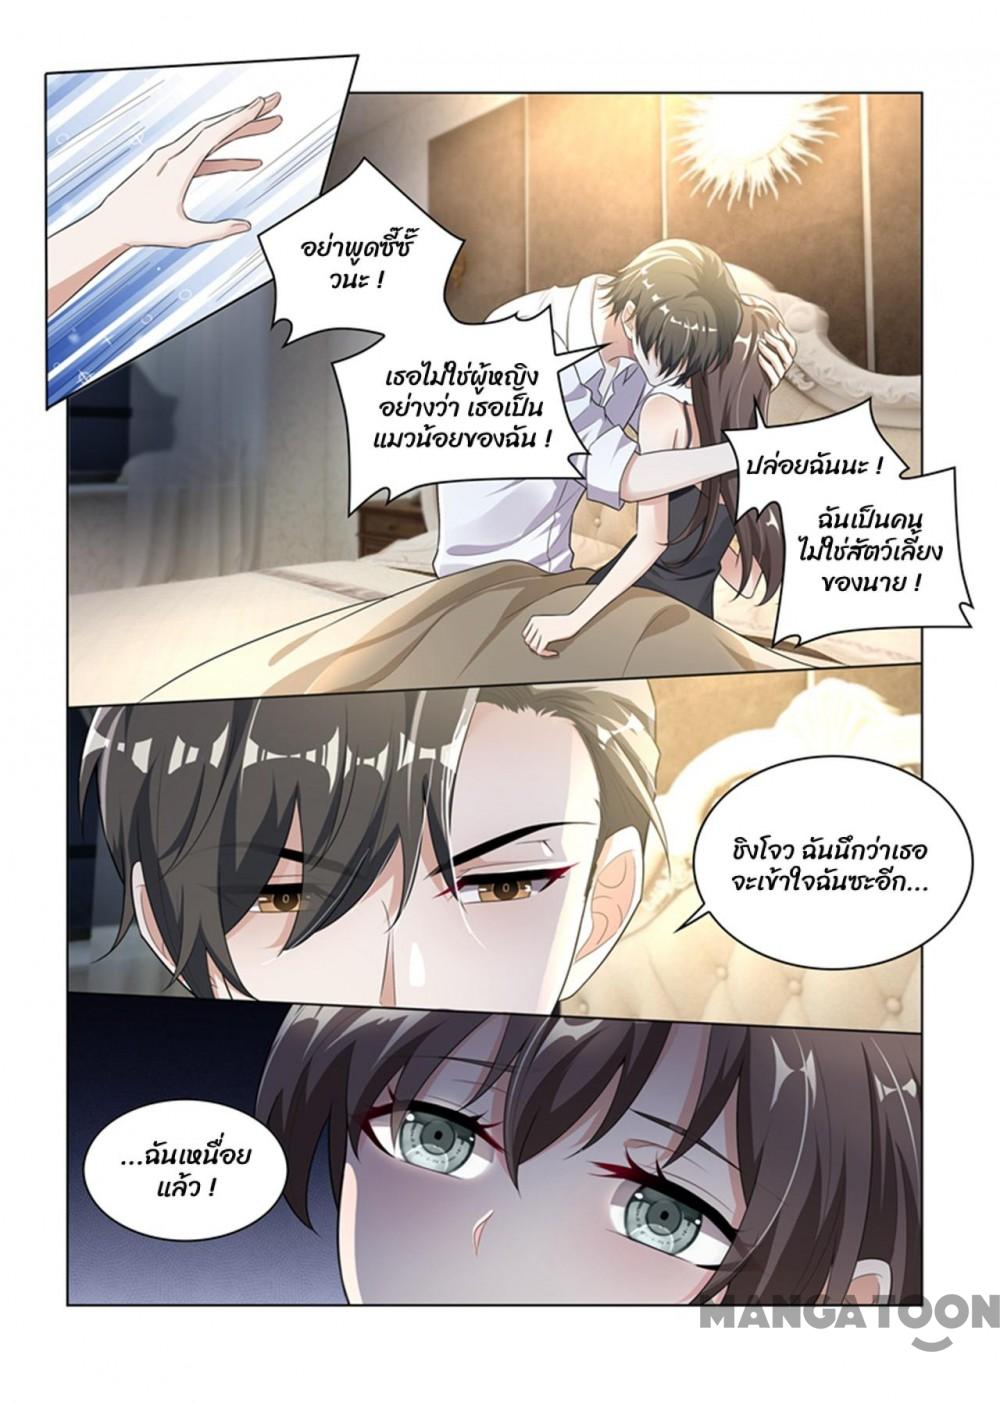 อย่าพูดซี๊ซั๊
วนะ !
เธอไม่ใช่ผู้หญิง
อย่างว่า เธอเป็น
แมวน้อยของฉัน !
ปล่อยฉันนะ !
ฉันเป็นคน
ไม่ใช่สัตว์เลี้ยง
ของนาย !
ชิงโจว ฉันนึกว่าเธอ
จะเข้าใจฉันซะอีก...
...ฉันเหนื่อย
แล้ว !
MANGATOON